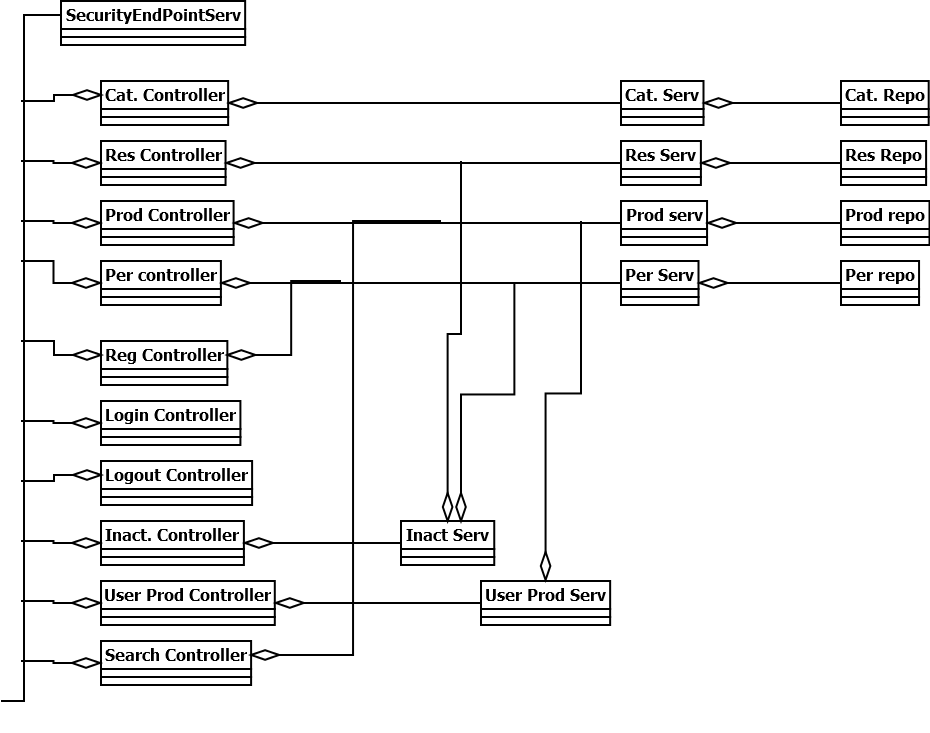 SecurityEndPointServ
Cat. Controller
Cat. Serv
Cat. Repo
Res Controller
Res Serv
Res Repo
Prod Controller
Prod serv
Prod repo
Per controller
Per Serv
Per repo
Reg Controller
Login Controller
Logout Controller
Inact. Controller
Inact Serv
User Prod Controller
User Prod Serv
Search Controller